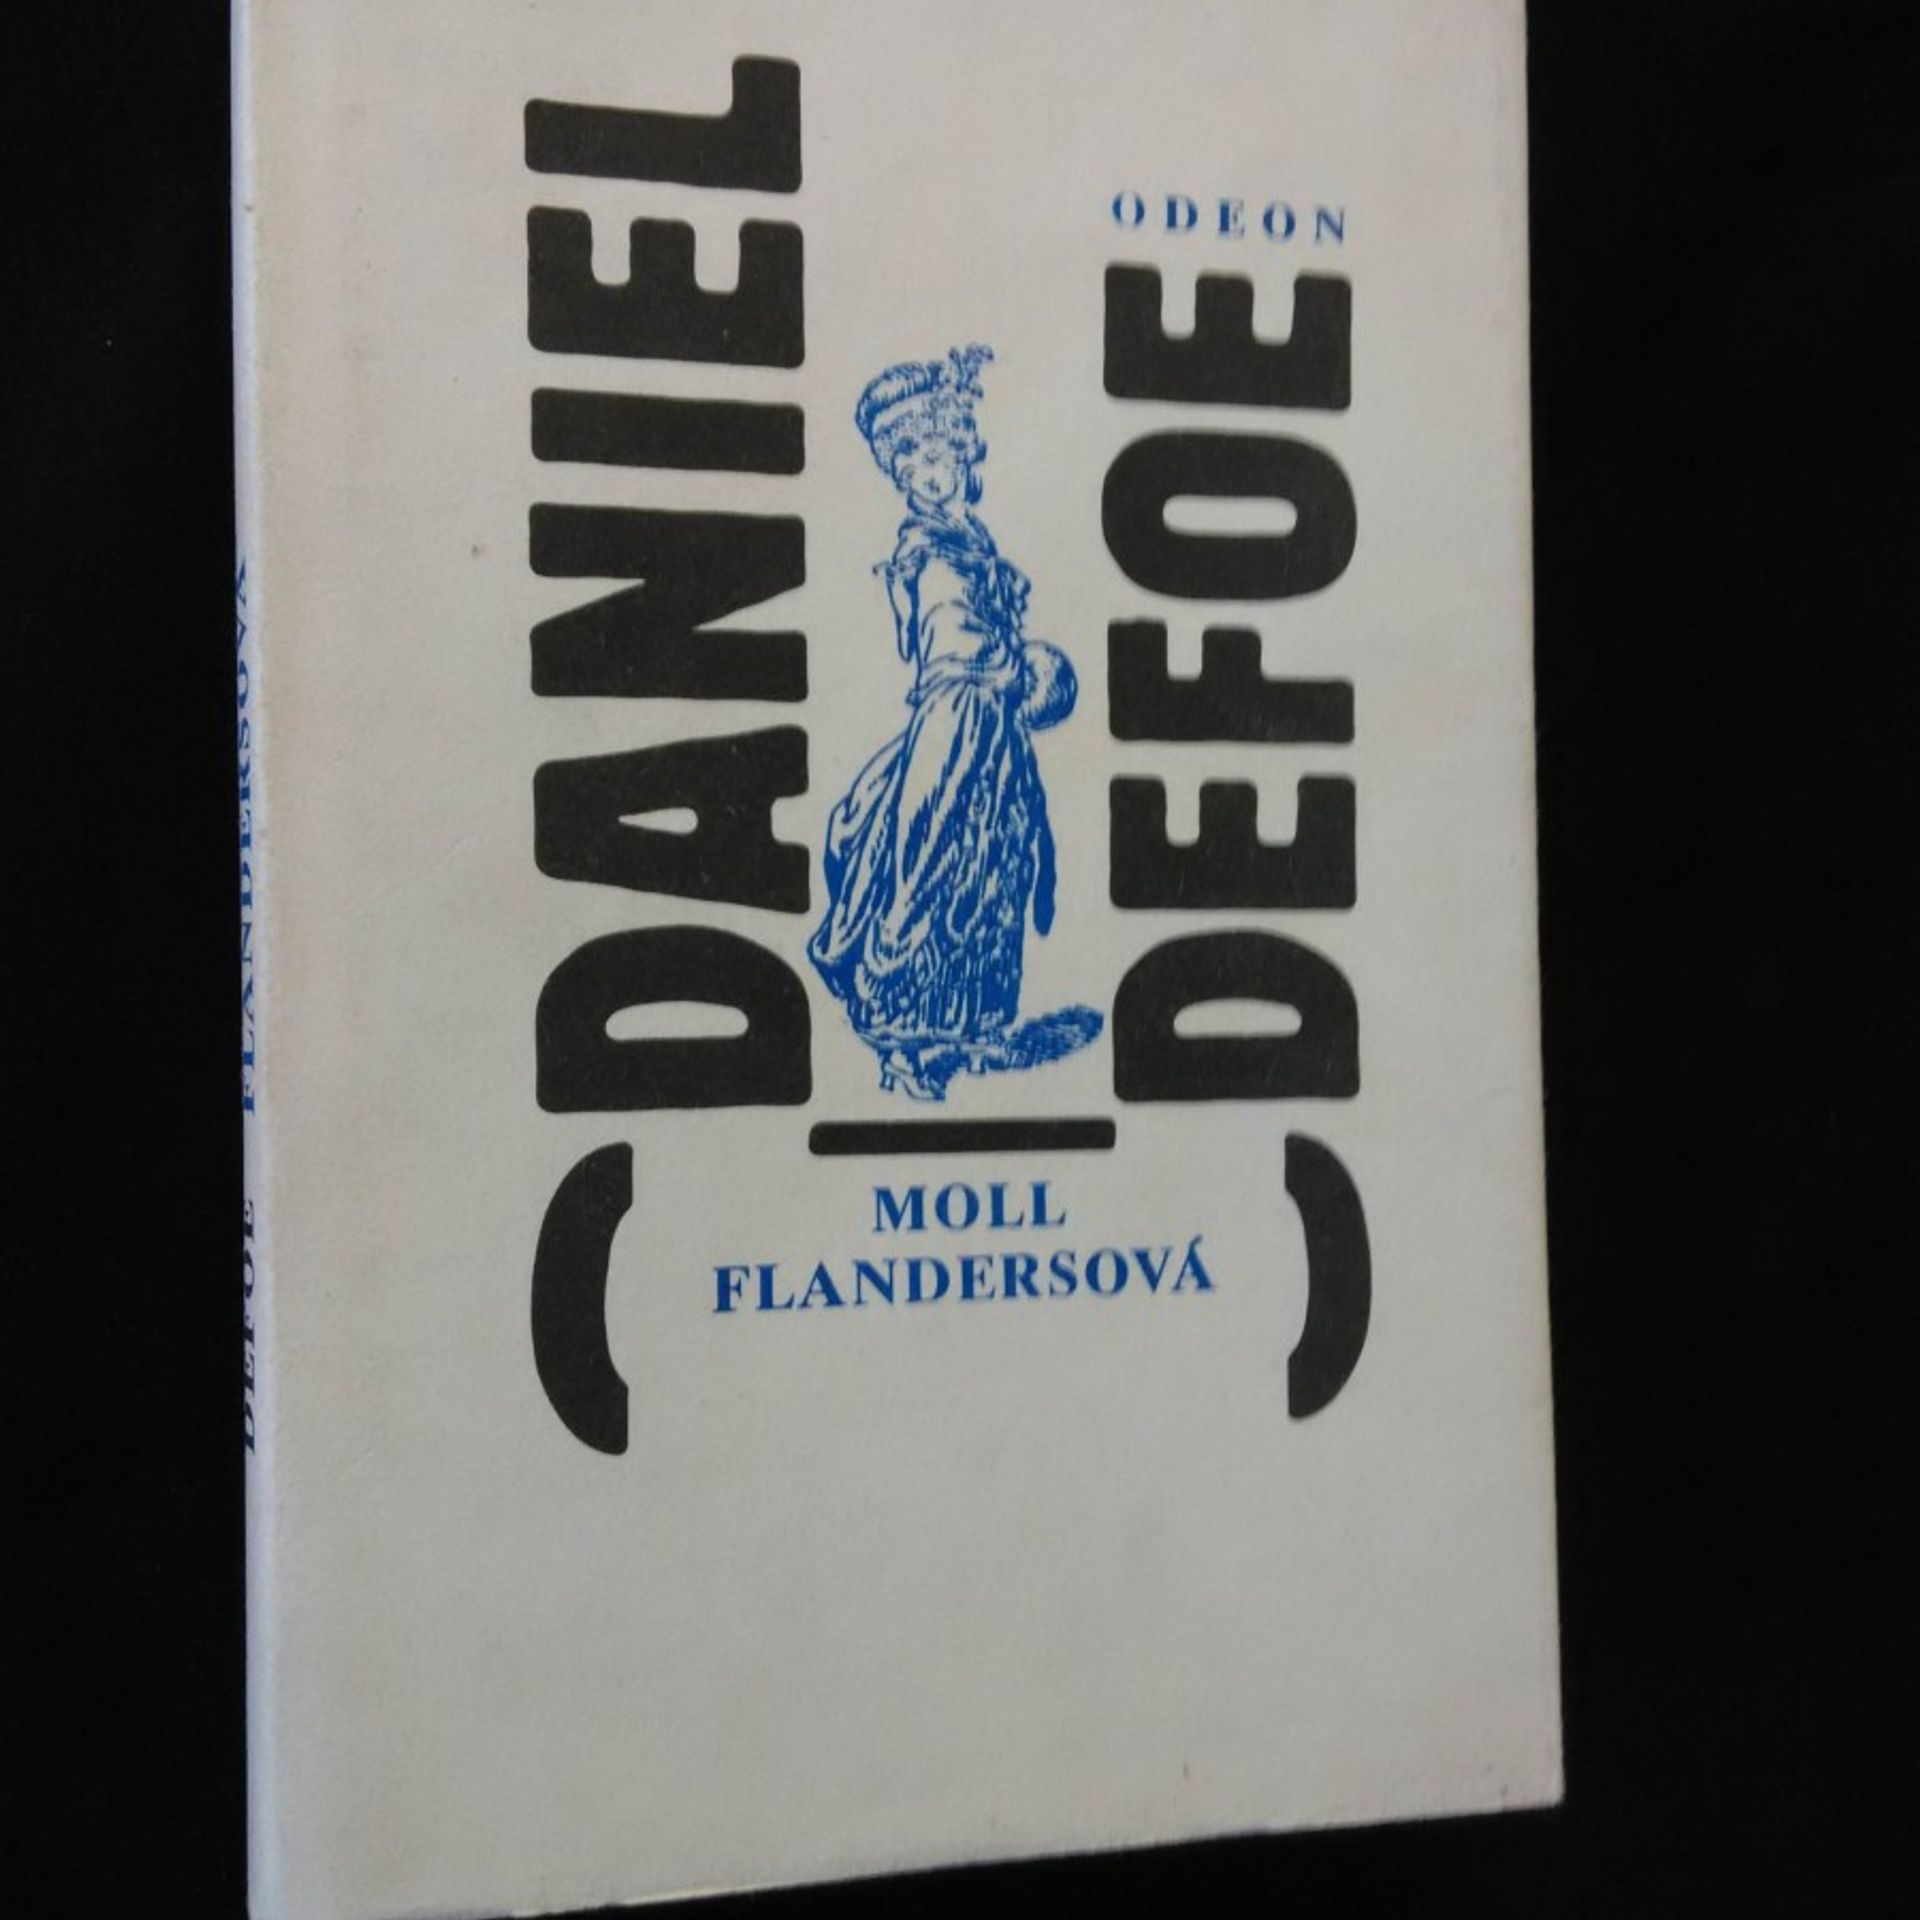 DANIEL
DEFOE
ODEON
MOLL
FLANDERSOVÁ
DEFOE FLANDERSOVÁ